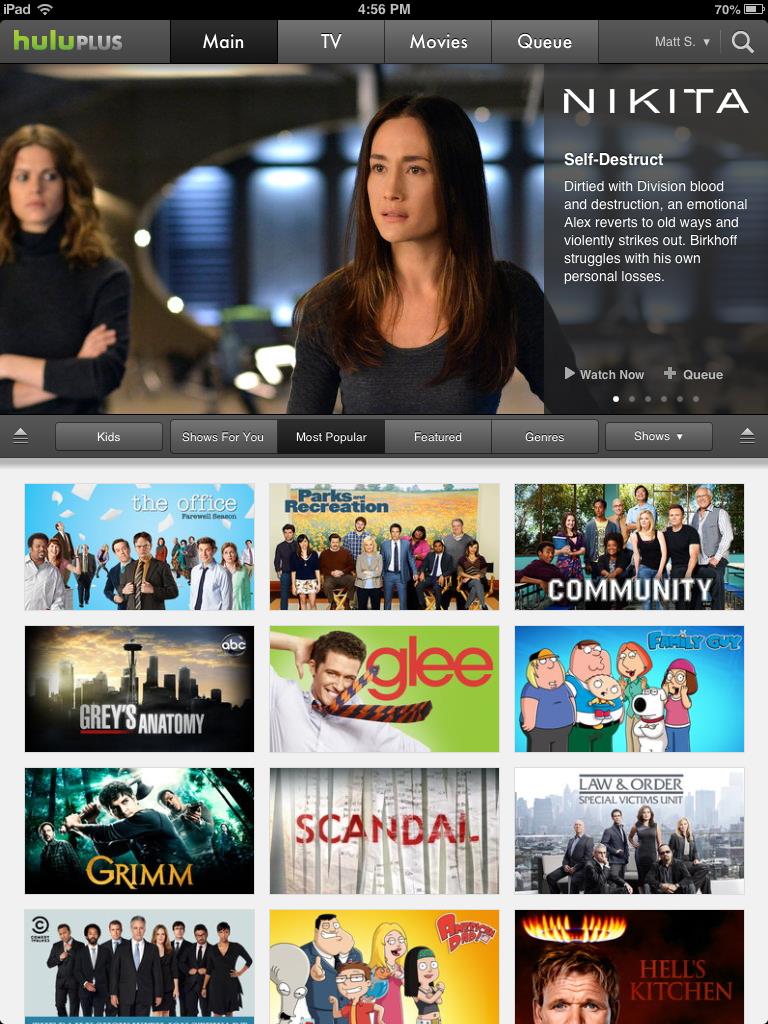 iPad
4:56 PM
70%
huluPLUS
Main
TV
Movies
Queue
Matt S. ▼
NIKITA
Self-Destruct
Dirtied with Division blood
and destruction, an emotional
Alex reverts to old ways and
violently strikes out. Birkhoff
struggles with his own
personal losses.
Watch Now
Queue
Kids
Shows For You
Most Popular
Featured
Genres
Shows ▼
the office
Farewell Season
Parks and
Recreation
COMMUNITY
abc
GREY'S ANATOMY
glee
FAMILY GUY
GRIMM
SCANDAL
LAW & ORDER
SPECIAL VICTIMS UNIT
COMEDY
CENTRAL
AMERICAN
DAD!
HELL'S
KITCHEN